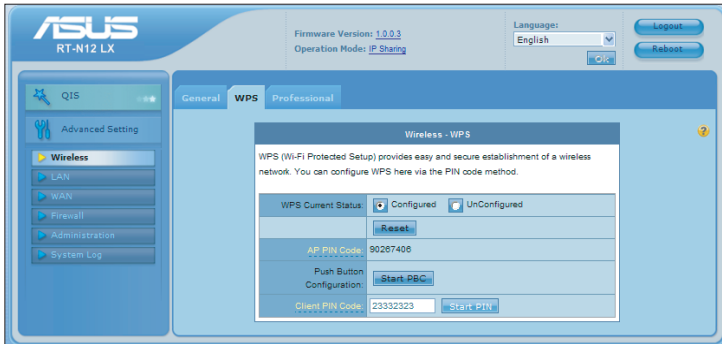 ASUS
RT-N12 LX
Firmware Version: 1.0.0.3
Operation Mode: IP Sharing
Language:
English
Ok
Logout
Reboot
QIS
Advanced Setting
Wireless
LAN
WAN
Firewall
Administration
System Log
General WPS Professional
Wireless - WPS
WPS (Wi-Fi Protected Setup) provides easy and secure establishment of a wireless
network. You can configure WPS here via the PIN code method.
WPS Current Status: Configured UnConfigured
Reset
AP PIN Code: 90267406
Push Button
Configuration: Start PBC
Client PIN Code: 23332323 Start PIN
?